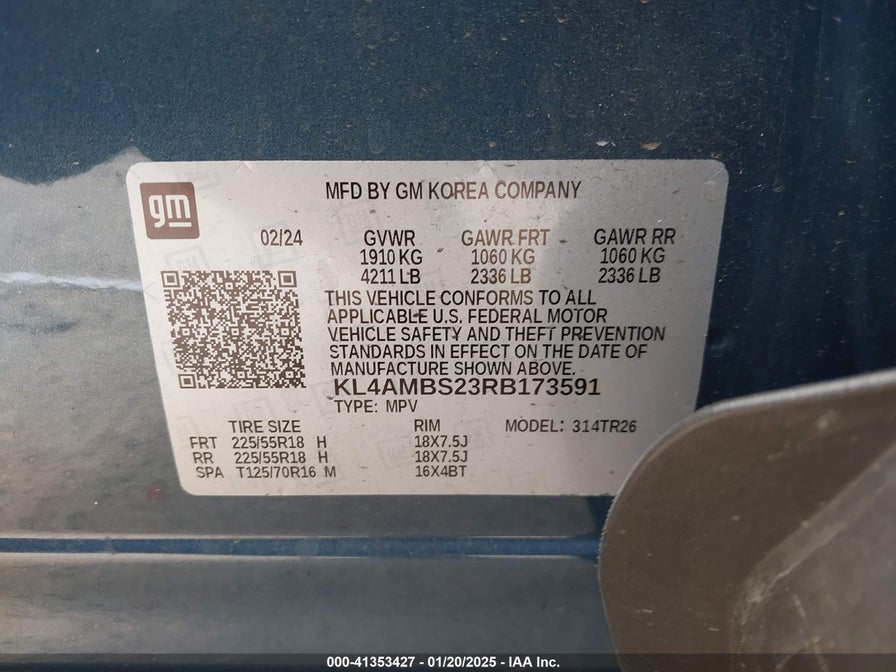 gm
MFD BY GM KOREA COMPANY
02/24 GVWR GAWR FRT GAWR RR
1910 KG 1060 KG 1060 KG
4211 LB 2336 LB 2336 LB
THIS VEHICLE CONFORMS TO ALL
APPLICABLE U.S. FEDERAL MOTOR
VEHICLE SAFETY AND THEFT PREVENTION
STANDARDS IN EFFECT ON THE DATE OF
MANUFACTURE SHOWN ABOVE.
KL4AMBS23RB173591
TYPE: MPV
TIRE SIZE RIM MODEL: 314TR26
FRT 225/55R18 H 18X7.5J
RR 225/55R18 H 18X7.5J
SPA T125/70R16 M 16X4BT
000-41353427 - 01/20/2025 - IAA Inc.